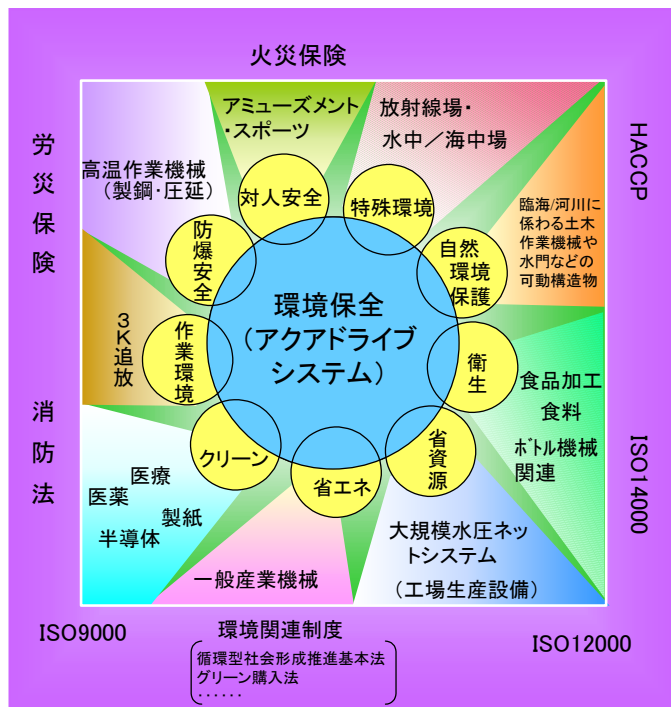 火災保険
アミューズメント
・スポーツ
放射線場・
水中／海中場
労災保険
HACCP
高温作業機械
（製鋼・圧延）
対人安全
特殊環境
臨海/河川に
係わる土木
作業機械や
水門などの
可動構造物
防爆安全
自然
環境
保護
環境保全
（アクアドライブ
システム）
3K追放
作業環境
衛生
食品加工
食料
ボトル機械
関連
消防法
ISO14000
クリーン
省エネ
省資源
医療
医薬
製紙
半導体
大規模水圧ネッ
トシステム
（工場生産設備）
一般産業機械
ISO9000
環境関連制度
ISO12000
循環型社会形成推進基本法
グリーン購入法
・・・・・・